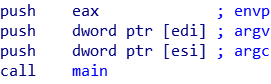 push eax ; envp
push dword ptr [edi] ; argv
push dword ptr [esi] ; argc
call main